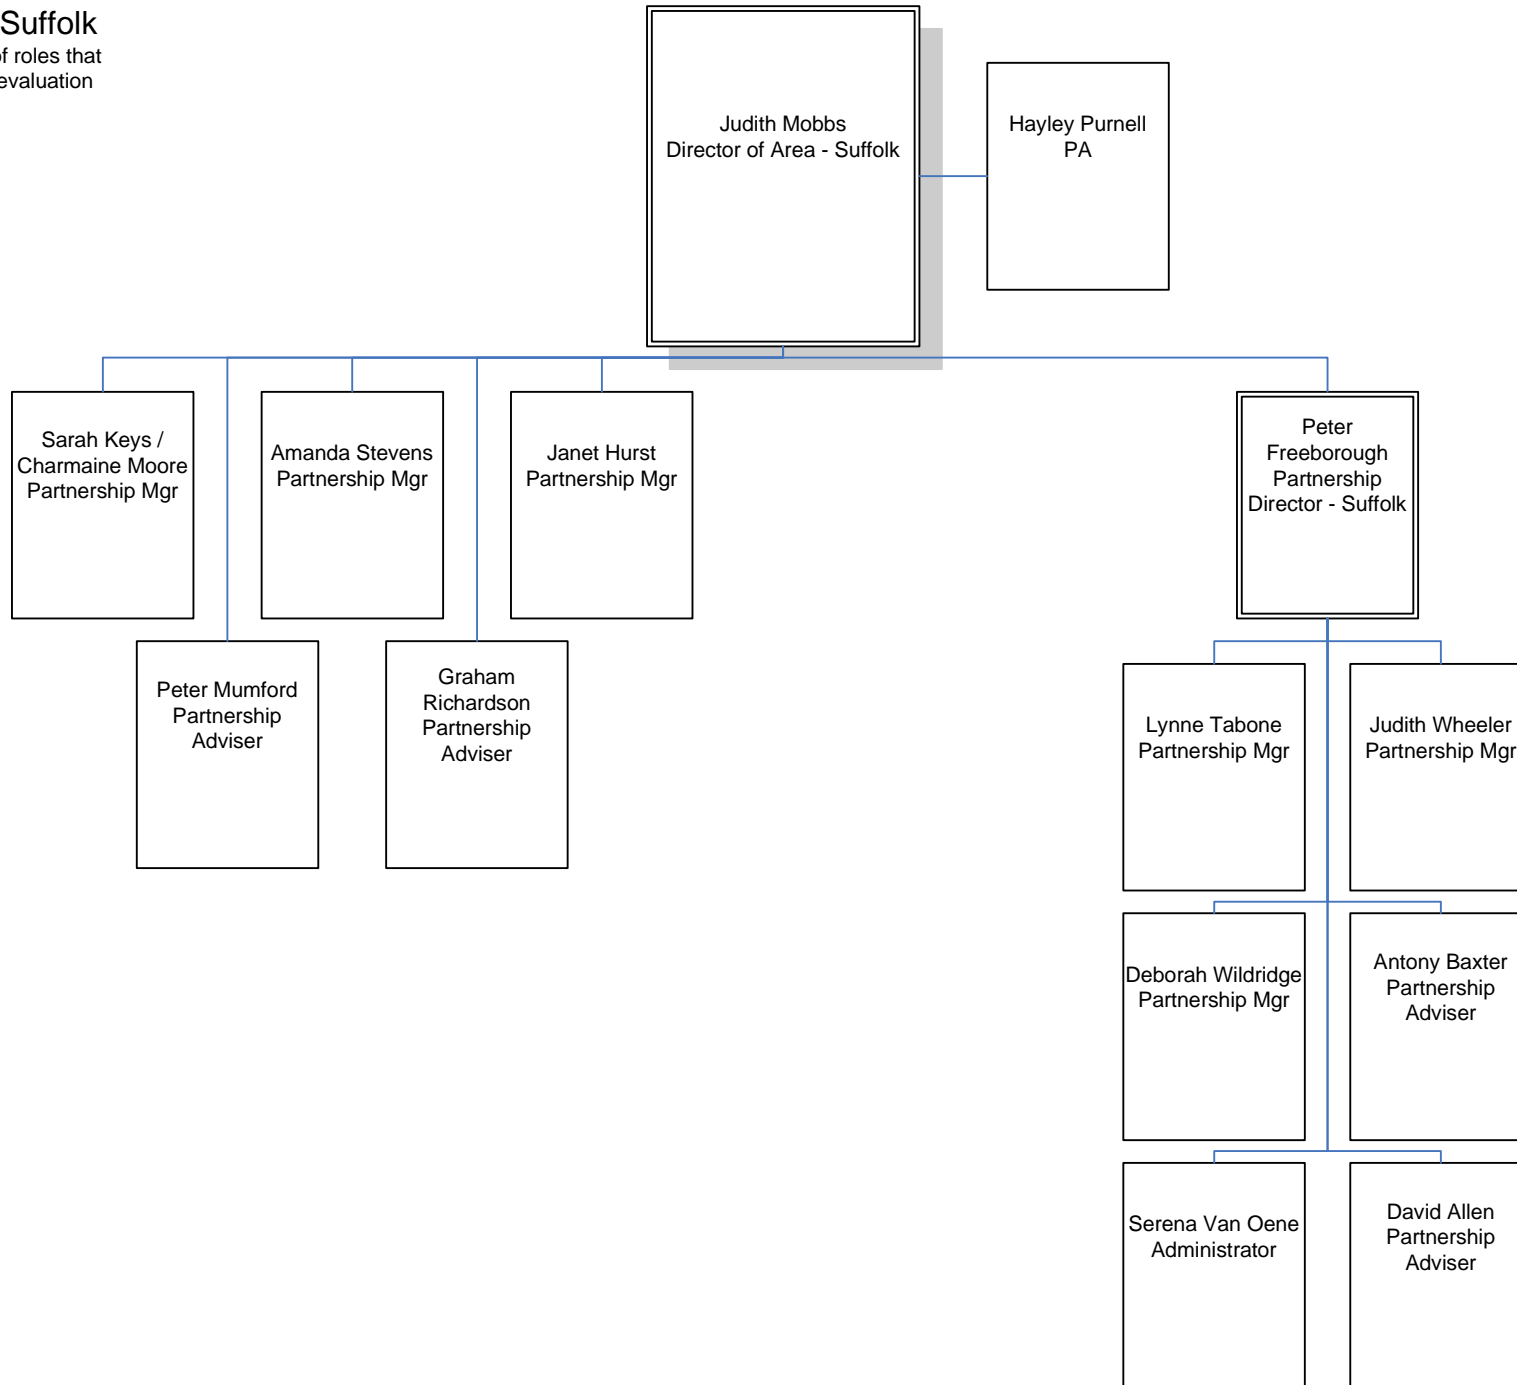 Suffolk
of roles that
evaluation
Judith Mobbs
Director of Area - Suffolk
Hayley Purnell
PA
Sarah Keys /
Charmaine Moore
Partnership Mgr
Amanda Stevens
Partnership Mgr
Janet Hurst
Partnership Mgr
Peter
Freeborough
Partnership
Director - Suffolk
Peter Mumford
Partnership
Adviser
Graham
Richardson
Partnership
Adviser
Lynne Tabone
Partnership Mgr
Judith Wheeler
Partnership Mgr
Deborah Wildridge
Partnership Mgr
Antony Baxter
Partnership
Adviser
Serena Van Oene
Administrator
David Allen
Partnership
Adviser